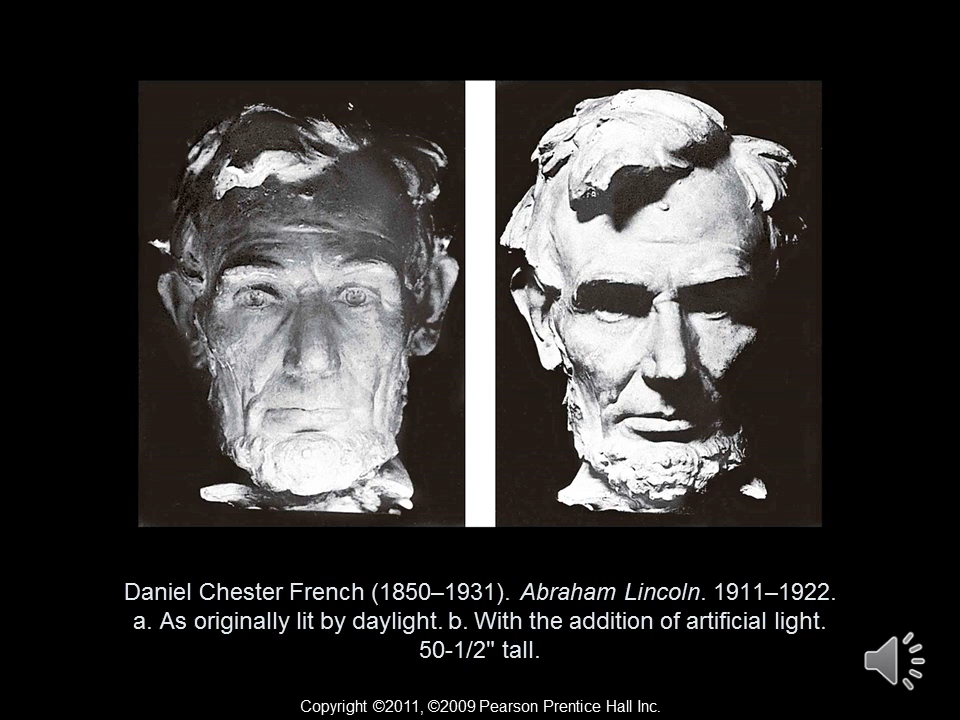 Daniel Chester French (1850–1931). Abraham Lincoln. 1911–1922.
a. As originally lit by daylight. b. With the addition of artificial light.
50-1/2" tall.
Copyright ©2011, ©2009 Pearson Prentice Hall Inc.